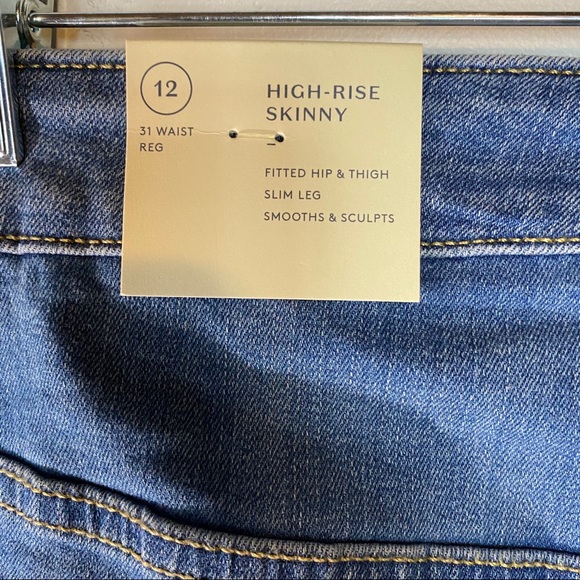 12
31 WAIST
REG
HIGH-RISE
SKINNY
FITTED HIP & THIGH
SLIM LEG
SMOOTHS & SCULPTS